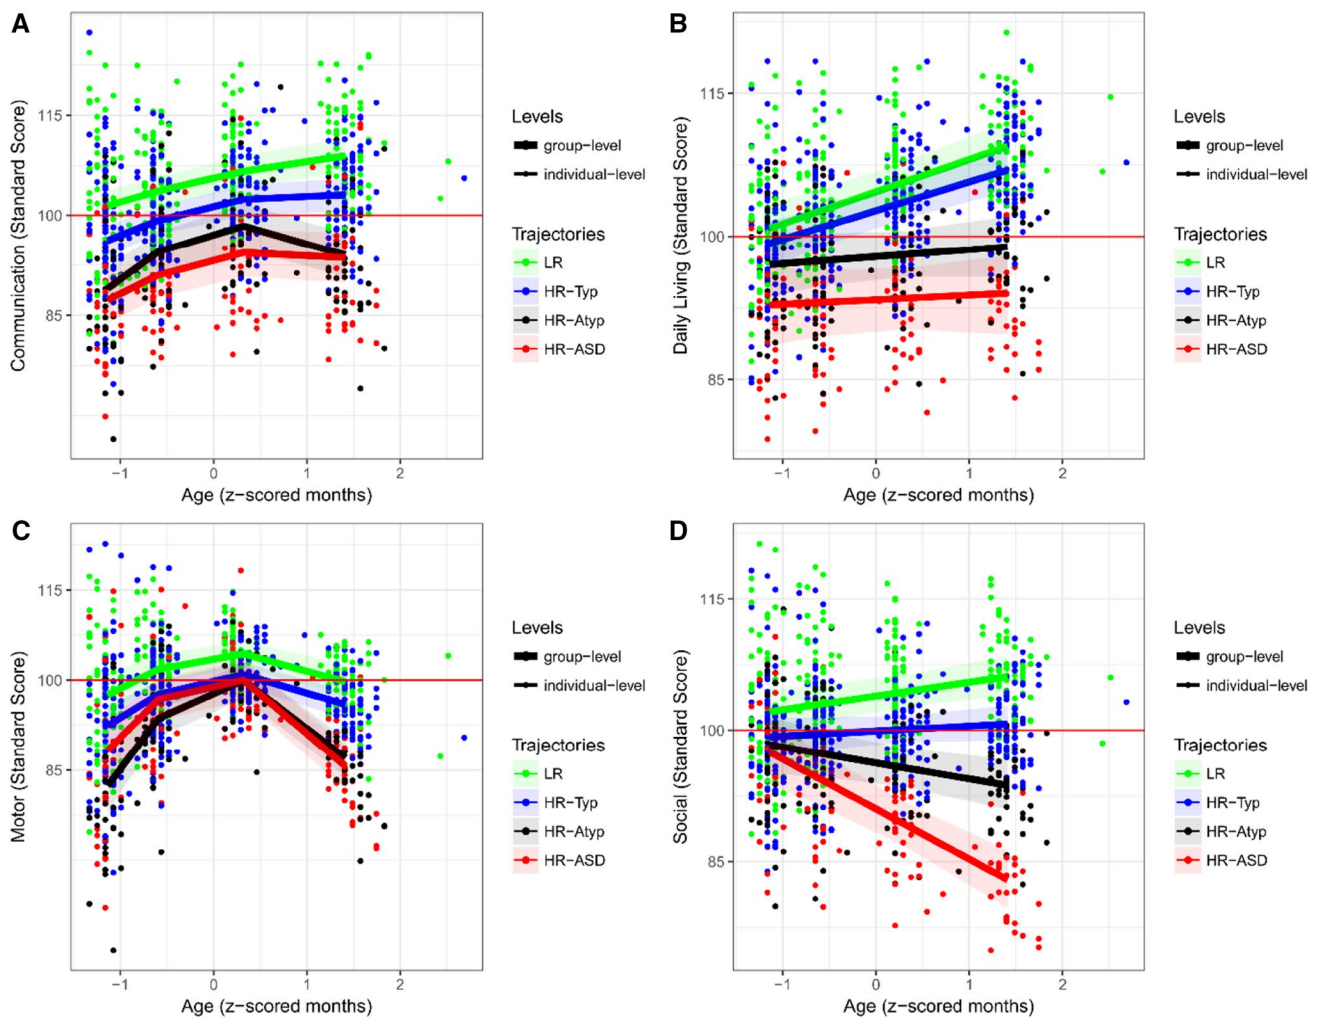 A
Communication (Standard Score)
115
100
85
−1 0 1 2
Age (z−scored months)
Levels
group−level
individual−level
Trajectories
LR
HR−Typ
HR−Atyp
HR−ASD
B
Daily Living (Standard Score)
115
100
85
−1 0 1 2
Age (z−scored months)
Levels
group−level
individual−level
Trajectories
LR
HR−Typ
HR−Atyp
HR−ASD
C
Motor (Standard Score)
115
100
85
−1 0 1 2
Age (z−scored months)
Levels
group−level
individual−level
Trajectories
LR
HR−Typ
HR−Atyp
HR−ASD
D
Social (Standard Score)
115
100
85
−1 0 1 2
Age (z−scored months)
Levels
group−level
individual−level
Trajectories
LR
HR−Typ
HR−Atyp
HR−ASD